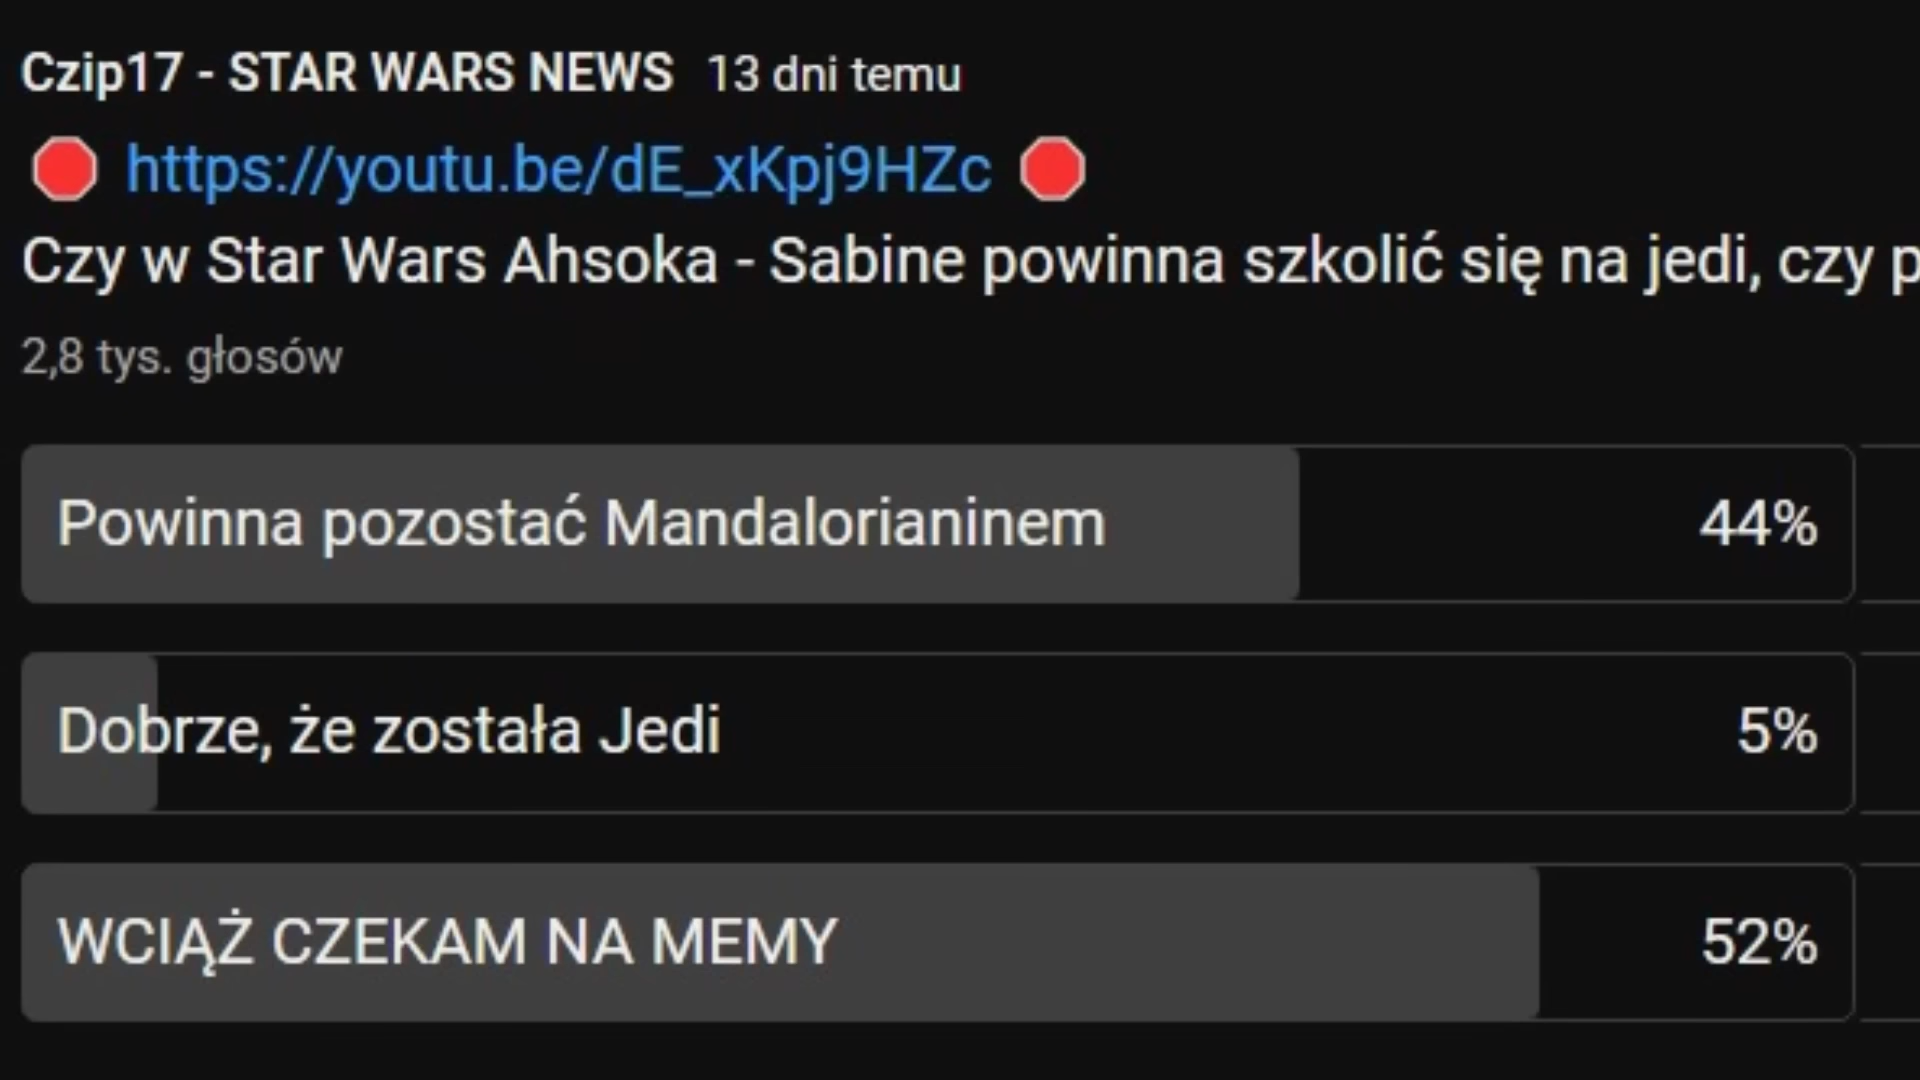 Czip17 - STAR WARS NEWS 13 dni temu
https://youtu.be/dE_xKpj9HZc
Czy w Star Wars Ahsoka - Sabine powinna szkolić się na jedi, czy
2,8 tys. głosów
Powinna pozostać Mandalorianinem 44%
Dobrze, że została Jedi 5%
WCIĄŻ CZEKAM NA MEMY 52%